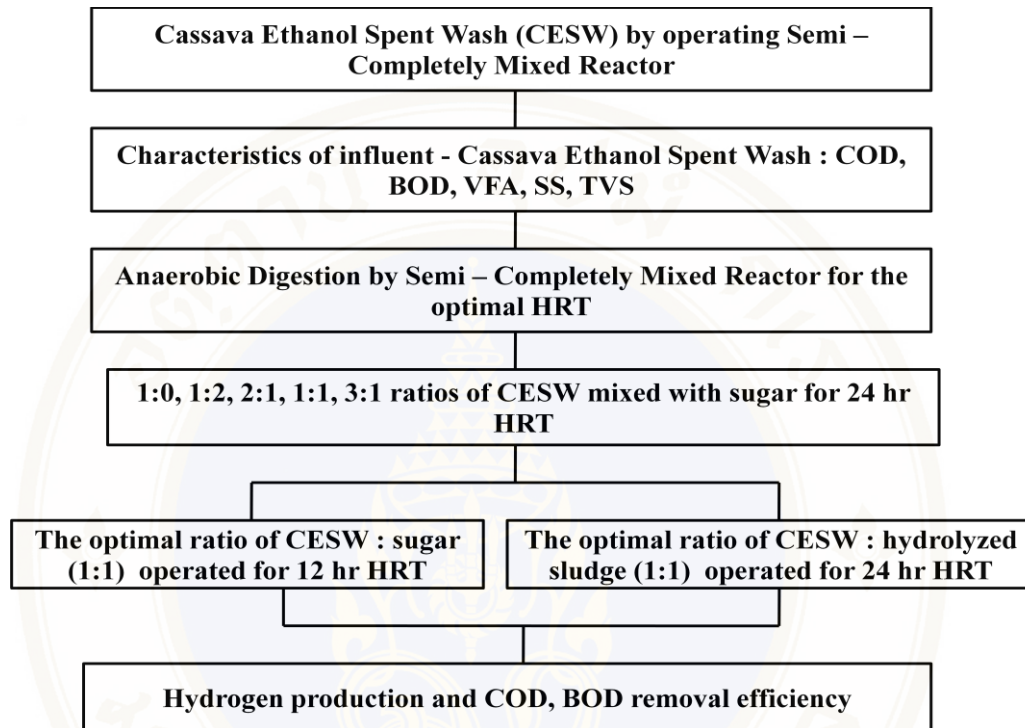 Cassava Ethanol Spent Wash (CESW) by operating Semi –
Completely Mixed Reactor
Characteristics of influent - Cassava Ethanol Spent Wash : COD,
BOD, VFA, SS, TVS
Anaerobic Digestion by Semi – Completely Mixed Reactor for the
optimal HRT
1:0, 1:2, 2:1, 1:1, 3:1 ratios of CESW mixed with sugar for 24 hr
HRT
The optimal ratio of CESW : sugar
(1:1) operated for 12 hr HRT
The optimal ratio of CESW : hydrolyzed
sludge (1:1) operated for 24 hr HRT
Hydrogen production and COD, BOD removal efficiency